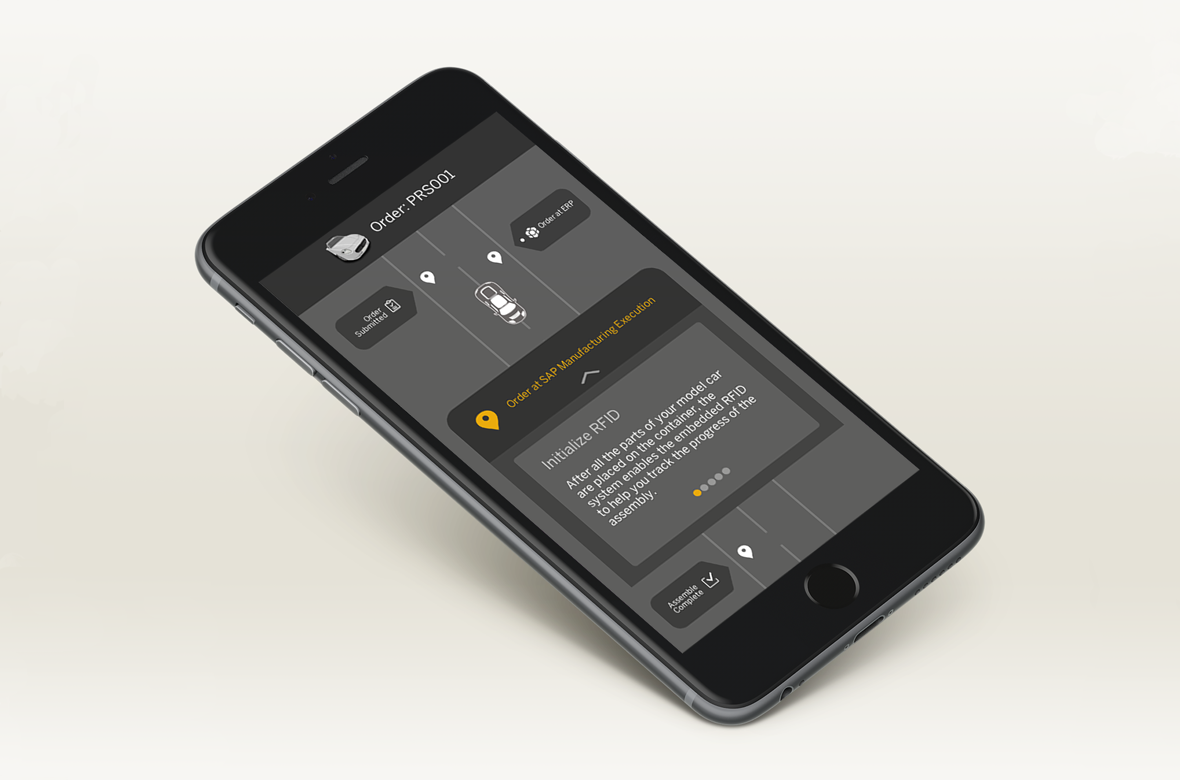 Order: PRS001
Order at ERP
Order
Submitted
Order at SAP Manufacturing Execution
Initialize RFID
After all the parts of your model car
are placed on the container, the
system enables the embedded RFID
to help you track the progress of the
assembly.
Assemble
Complete